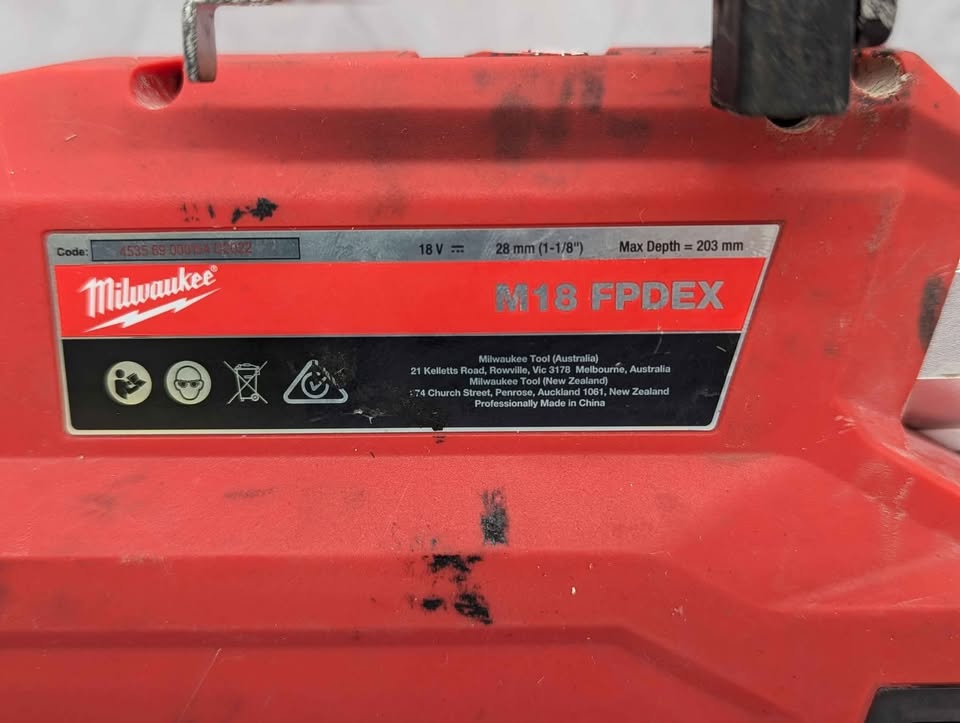 Code:
18 V 28 mm (1-1/8") Max Depth = 203 mm
Milwaukee®
M18 FPDEX
Milwaukee Tool (Australia)
21 Kelletts Road, Rowville, Vic 3178 Melbourne, Australia
Milwaukee Tool (New Zealand)
Church Street, Penrose, Auckland 1061, New Zealand
Professionally Made in China